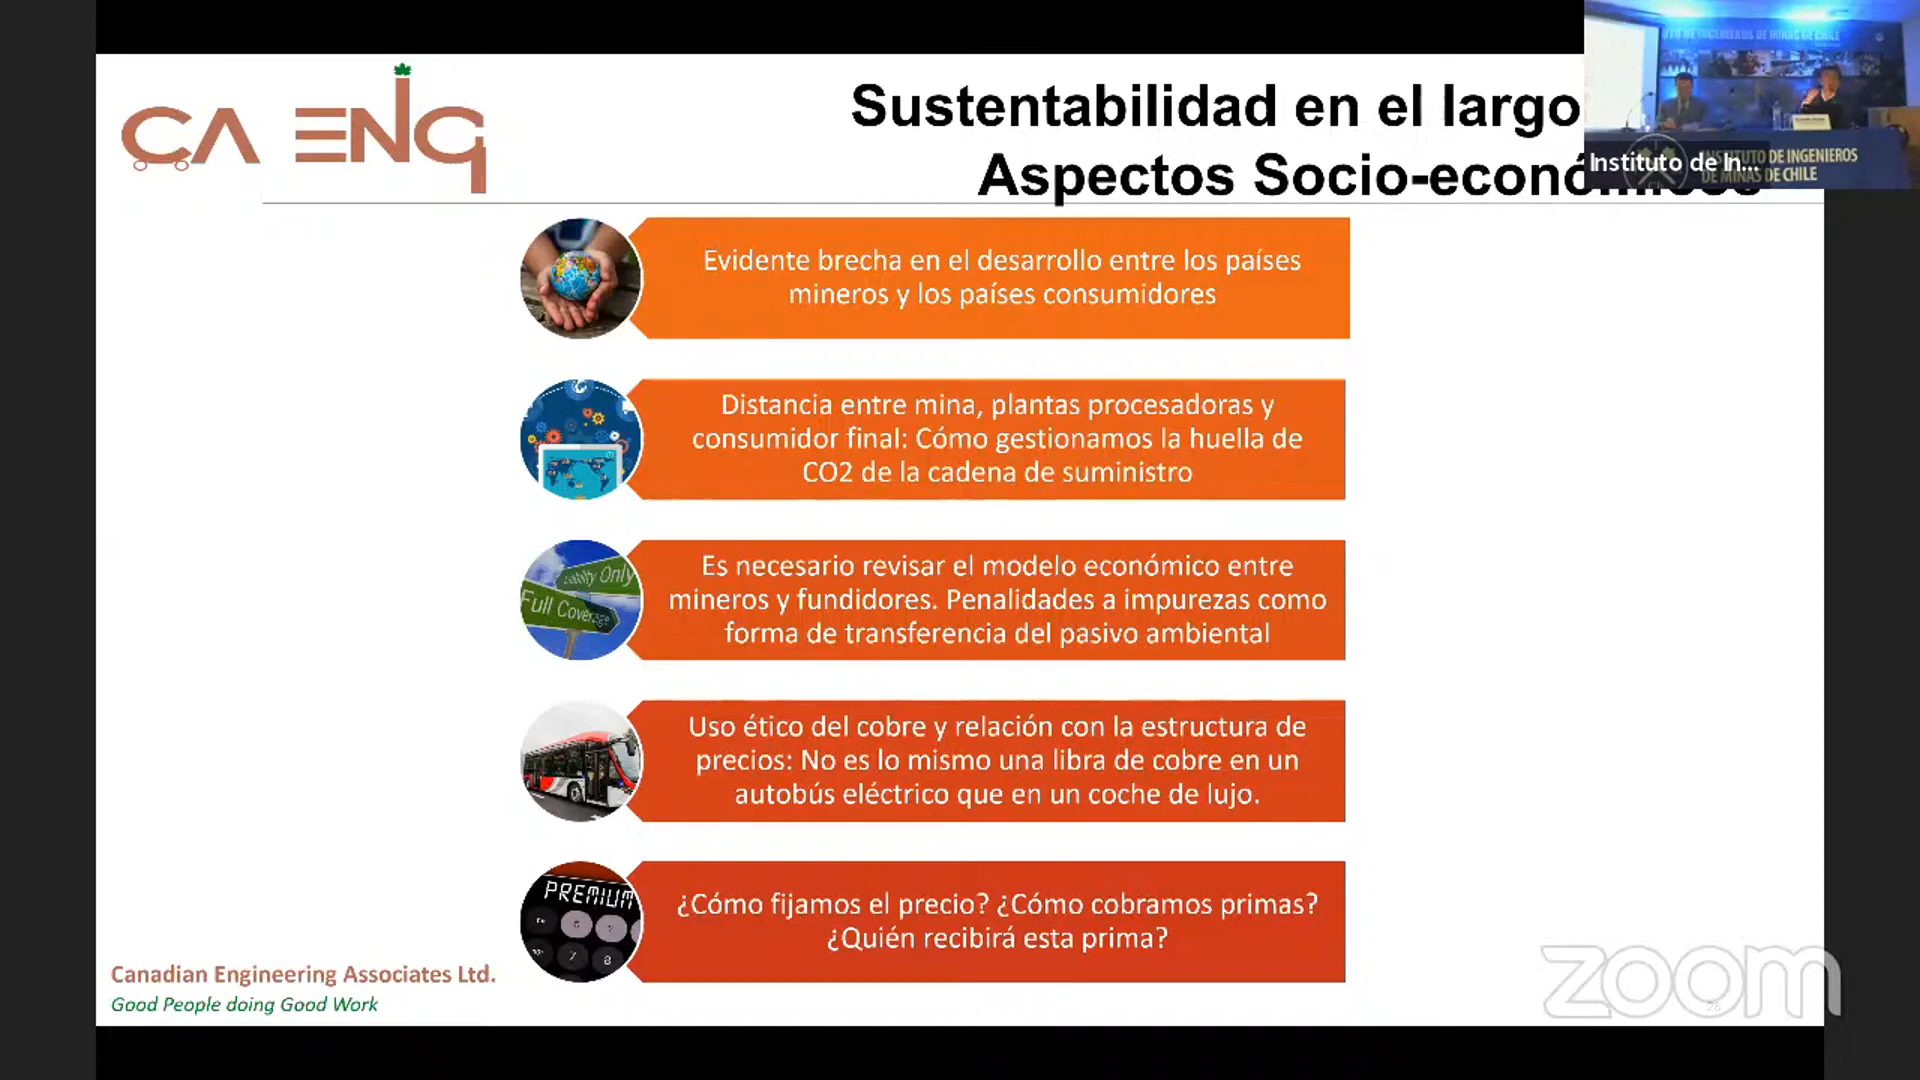 CA ENG
Sustentabilidad en el largo
Aspectos Socio-económicos
INSTITUTO DE INGENIEROS
DE MINAS DE CHILE
Instituto de In...
Evidente brecha en el desarrollo entre los países
mineros y los países consumidores
Distancia entre mina, plantas procesadoras y
consumidor final: Cómo gestionamos la huella de
CO2 de la cadena de suministro
Liability Only
Full Coverage
Es necesario revisar el modelo económico entre
mineros y fundidores. Penalidades a impurezas como
forma de transferencia del pasivo ambiental
Uso ético del cobre y relación con la estructura de
precios: No es lo mismo una libra de cobre en un
autobús eléctrico que en un coche de lujo.
PREMIUM
7 8
¿Cómo fijamos el precio? ¿Cómo cobramos primas?
¿Quién recibirá esta prima?
Canadian Engineering Associates Ltd.
Good People doing Good Work
zoom